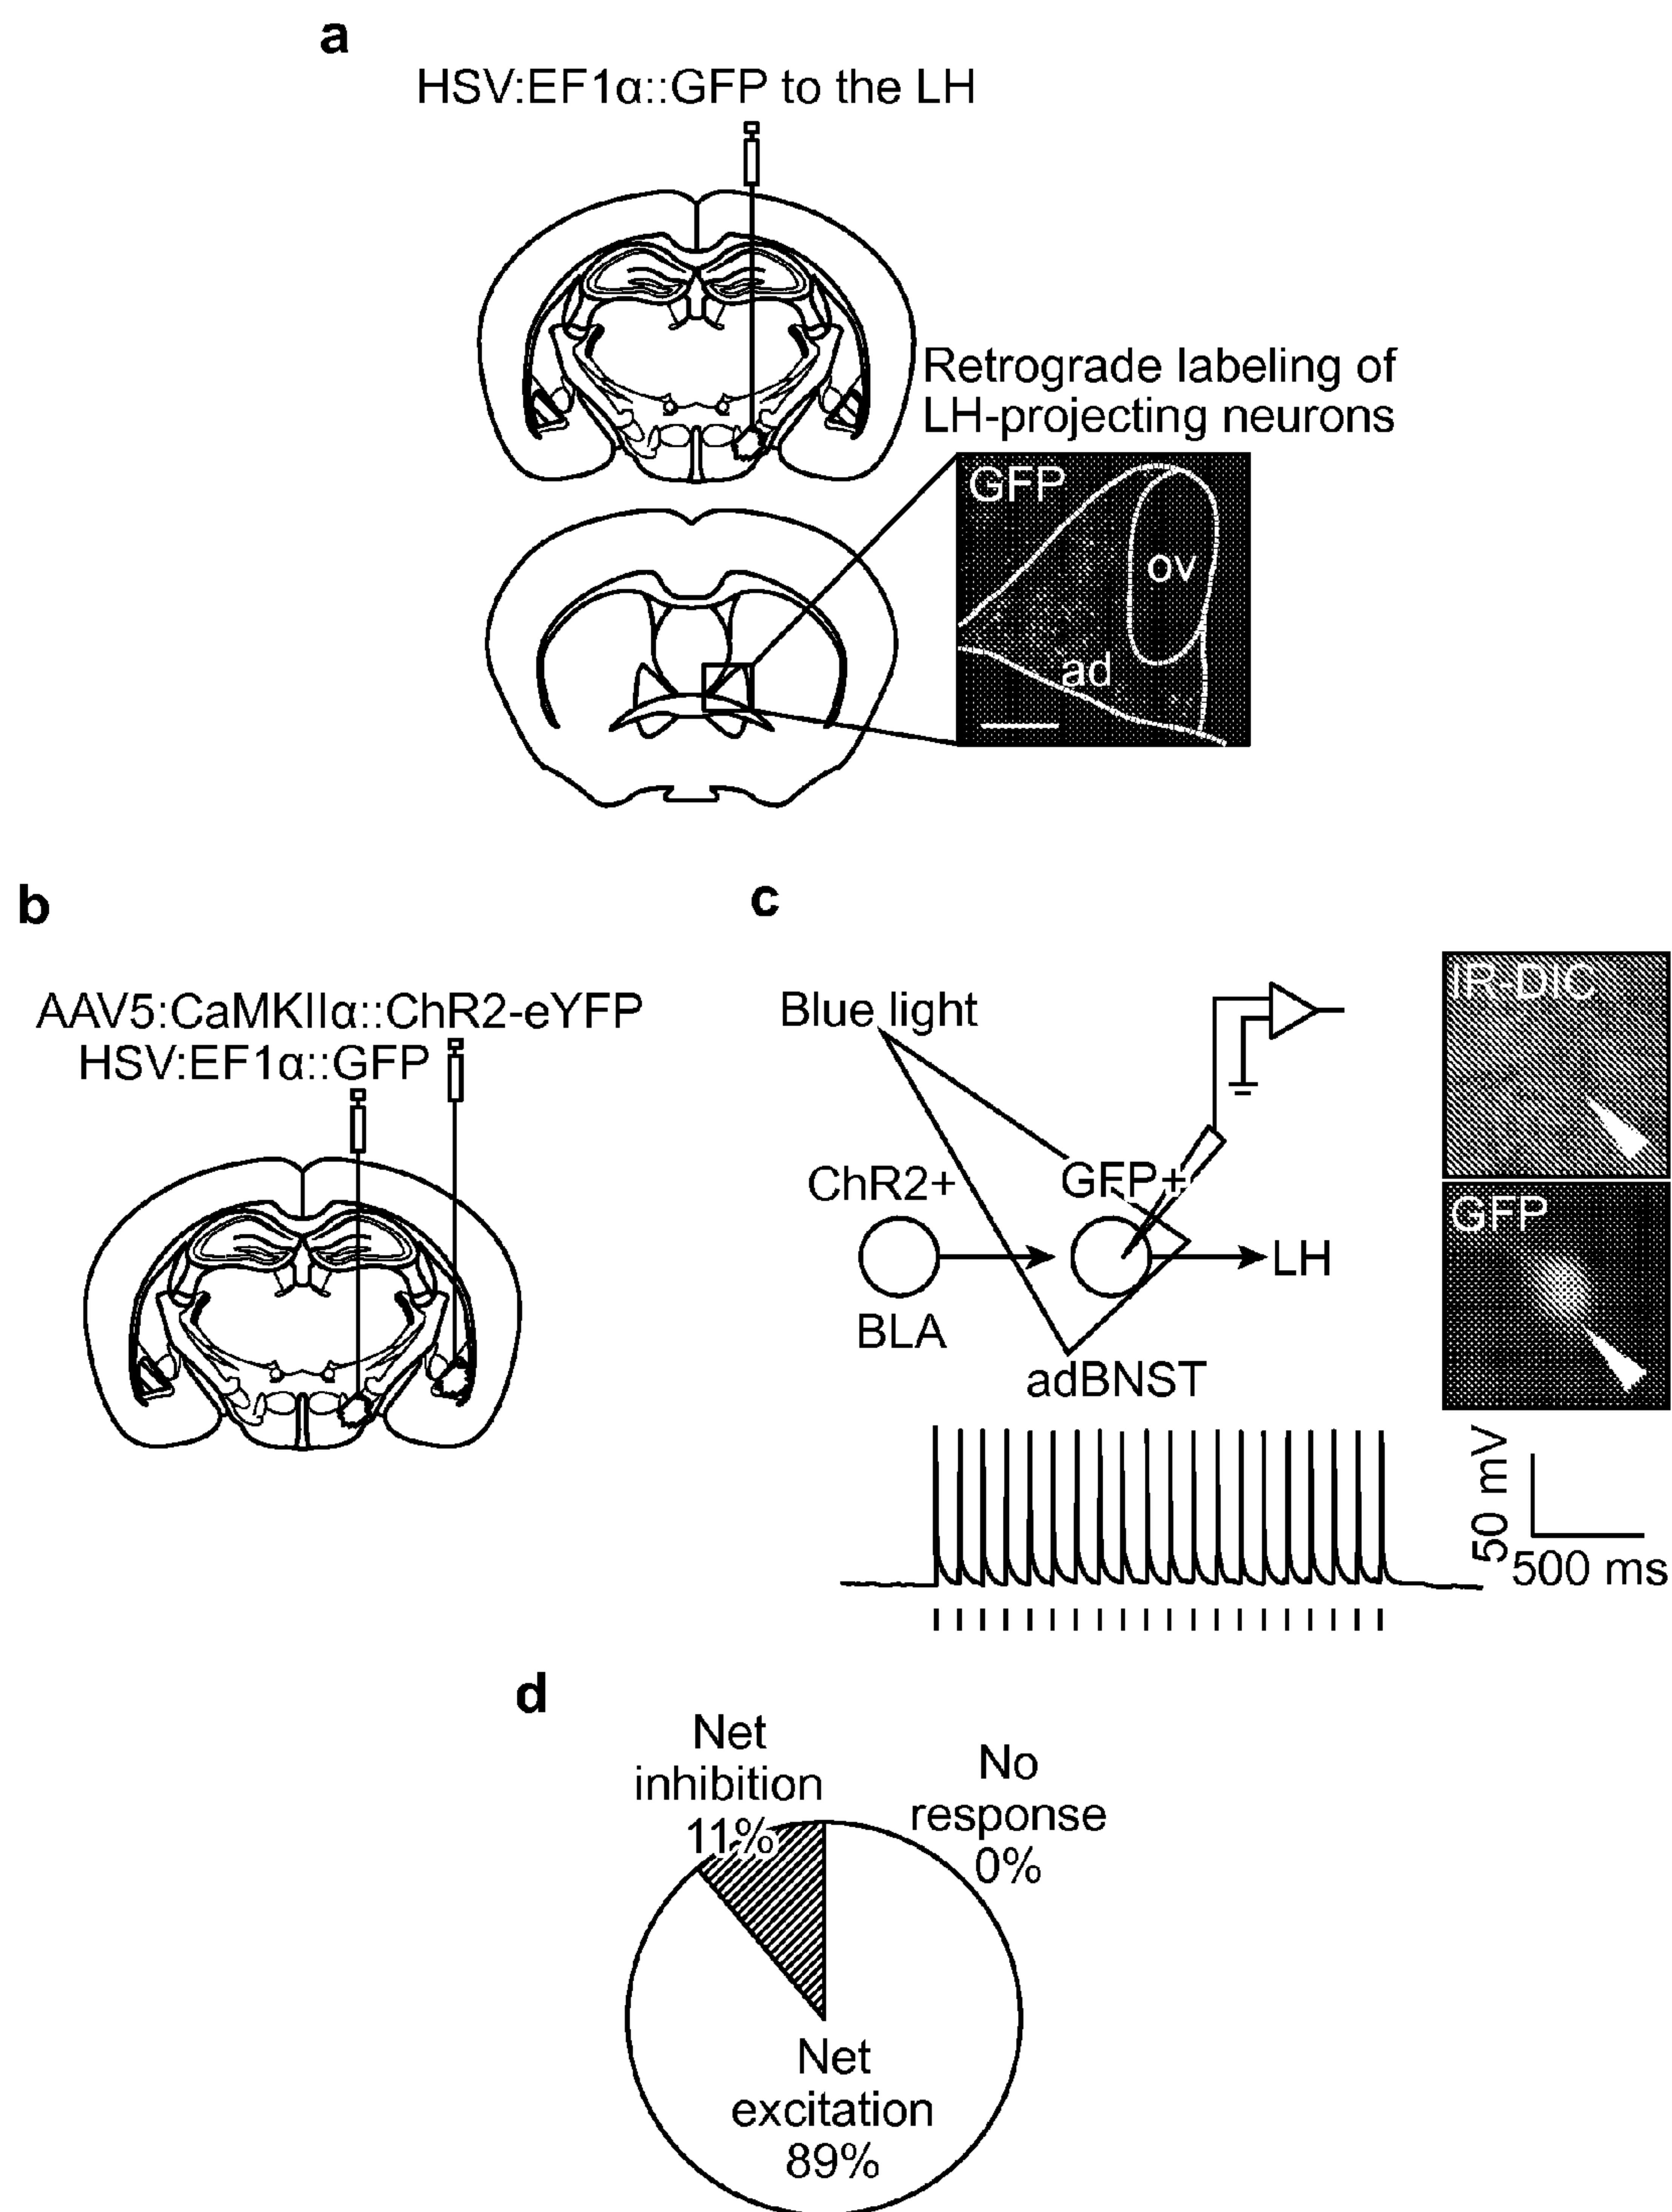 a
HSV:EF1α::GFP to the LH
Retrograde labeling of
LH-projecting neurons
GFP
ov
ad
b
AAV5:CaMKIIα::ChR2-eYFP
HSV:EF1α::GFP
c
Blue light
ChR2+
GFP+
LH
BLA
adBNST
IR-DIC
GFP
50 mV
500 ms
d
Net
inhibition
11%
No
response
0%
Net
excitation
89%